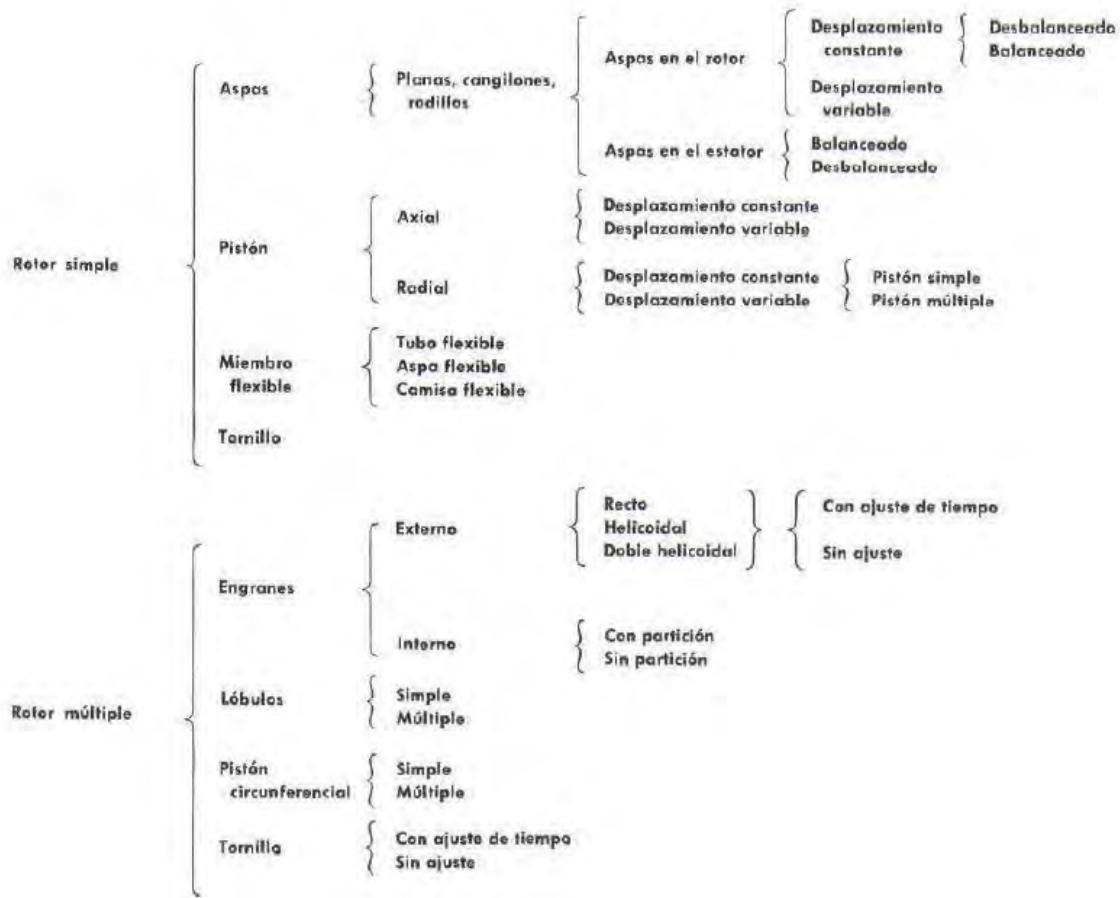 Rotor simple
Aspas
Planas, cangilones,
rodillos
Aspas en el rotor
Desplazamiento
constante
Desbalanceado
Balanceado
Desplazamiento
variable
Aspas en el estator
Balanceado
Desbalanceado
Pistón
Axial
Desplazamiento constante
Desplazamiento variable
Radial
Desplazamiento constante
Desplazamiento variable
Pistón simple
Pistón múltiple
Miembro
flexible
Tubo flexible
Aspa flexible
Camisa flexible
Tornillo
Rotor múltiple
Engranes
Externo
Recto
Helicoidal
Doble helicoidal
Con ajuste de tiempo
Sin ajuste
Interno
Con partición
Sin partición
Lóbulos
Simple
Múltiple
Pistón
circunferencial
Simple
Múltiple
Tornillo
Con ajuste de tiempo
Sin ajuste